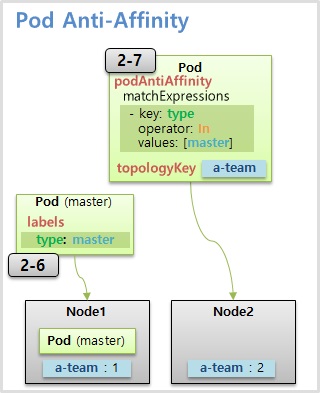 Pod Anti-Affinity
2-7
Pod
podAntiAffinity
matchExpressions
- key: type
operator: In
values: [master]
topologyKey a-team
Pod (master)
labels
type: master
2-6
Node1
Pod (master)
a-team : 1
Node2
a-team : 2